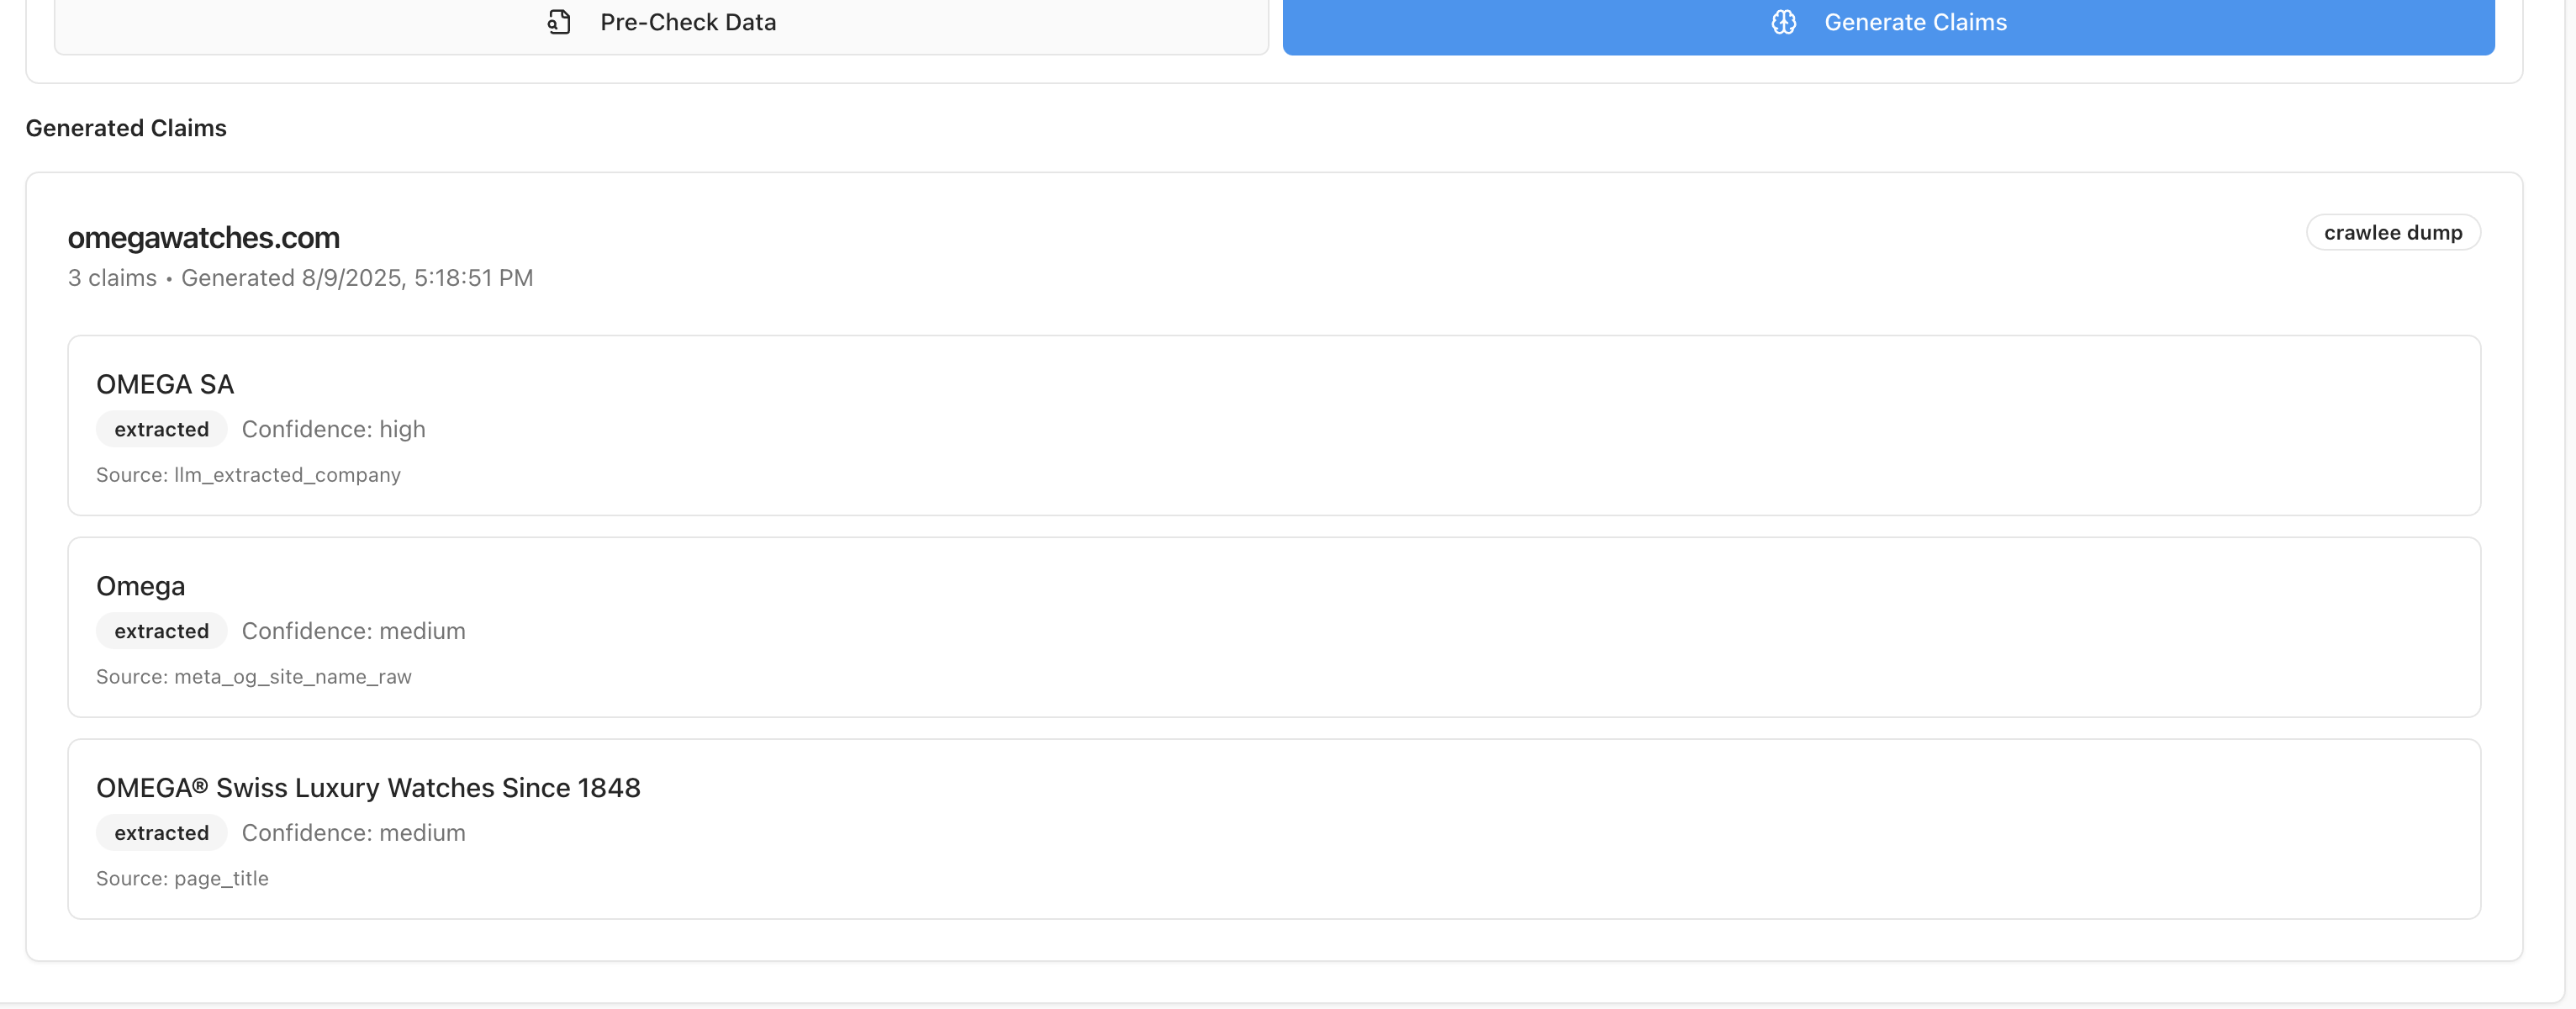 Pre-Check Data
Generate Claims
Generated Claims
omegawatches.com
crawlee dump
3 claims • Generated 8/9/2025, 5:18:51 PM
OMEGA SA
extracted Confidence: high
Source: llm_extracted_company
Omega
extracted Confidence: medium
Source: meta_og_site_name_raw
OMEGA® Swiss Luxury Watches Since 1848
extracted Confidence: medium
Source: page_title